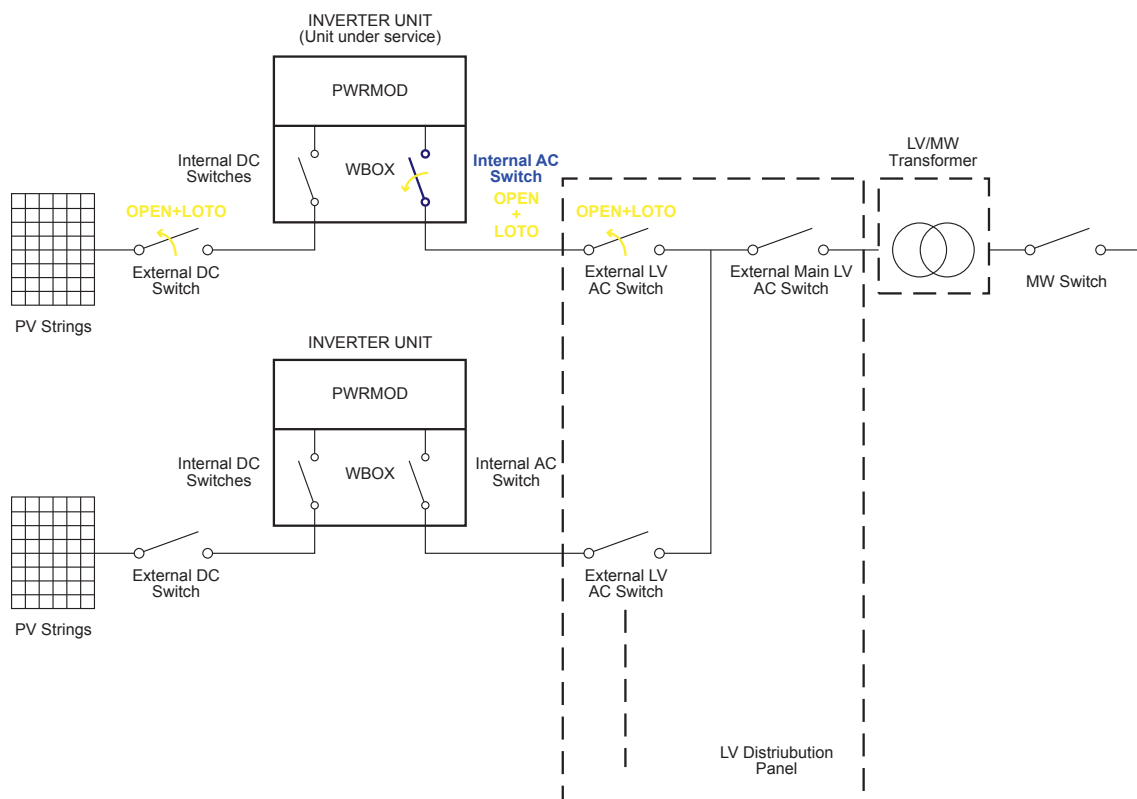 INVERTER UNIT
(Unit under service)
PWRMOD
Internal DC
Switches
WBOX
Internal AC
Switch
OPEN
+
LOTO
LV/MW
Transformer
OPEN+LOTO
External DC
Switch
PV Strings
OPEN+LOTO
External LV
AC Switch
External Main LV
AC Switch
MW Switch
INVERTER UNIT
PWRMOD
Internal DC
Switches
WBOX
Internal AC
Switch
External DC
Switch
PV Strings
External LV
AC Switch
LV Distriubution
Panel